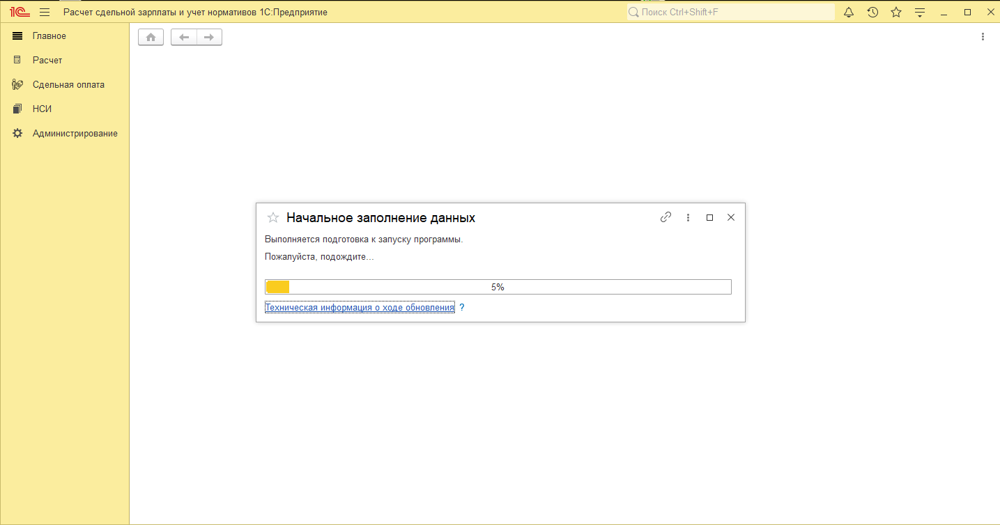 1С Расчет сдельной зарплаты и учет нормативов 1С:Предприятие
Поиск Ctrl+Shift+F
Главное
Расчет
Сдельная оплата
НСИ
Администрирование
Начальное заполнение данных
Выполняется подготовка к запуску программы.
Пожалуйста, подождите...
5%
Техническая информация о ходе обновления ?